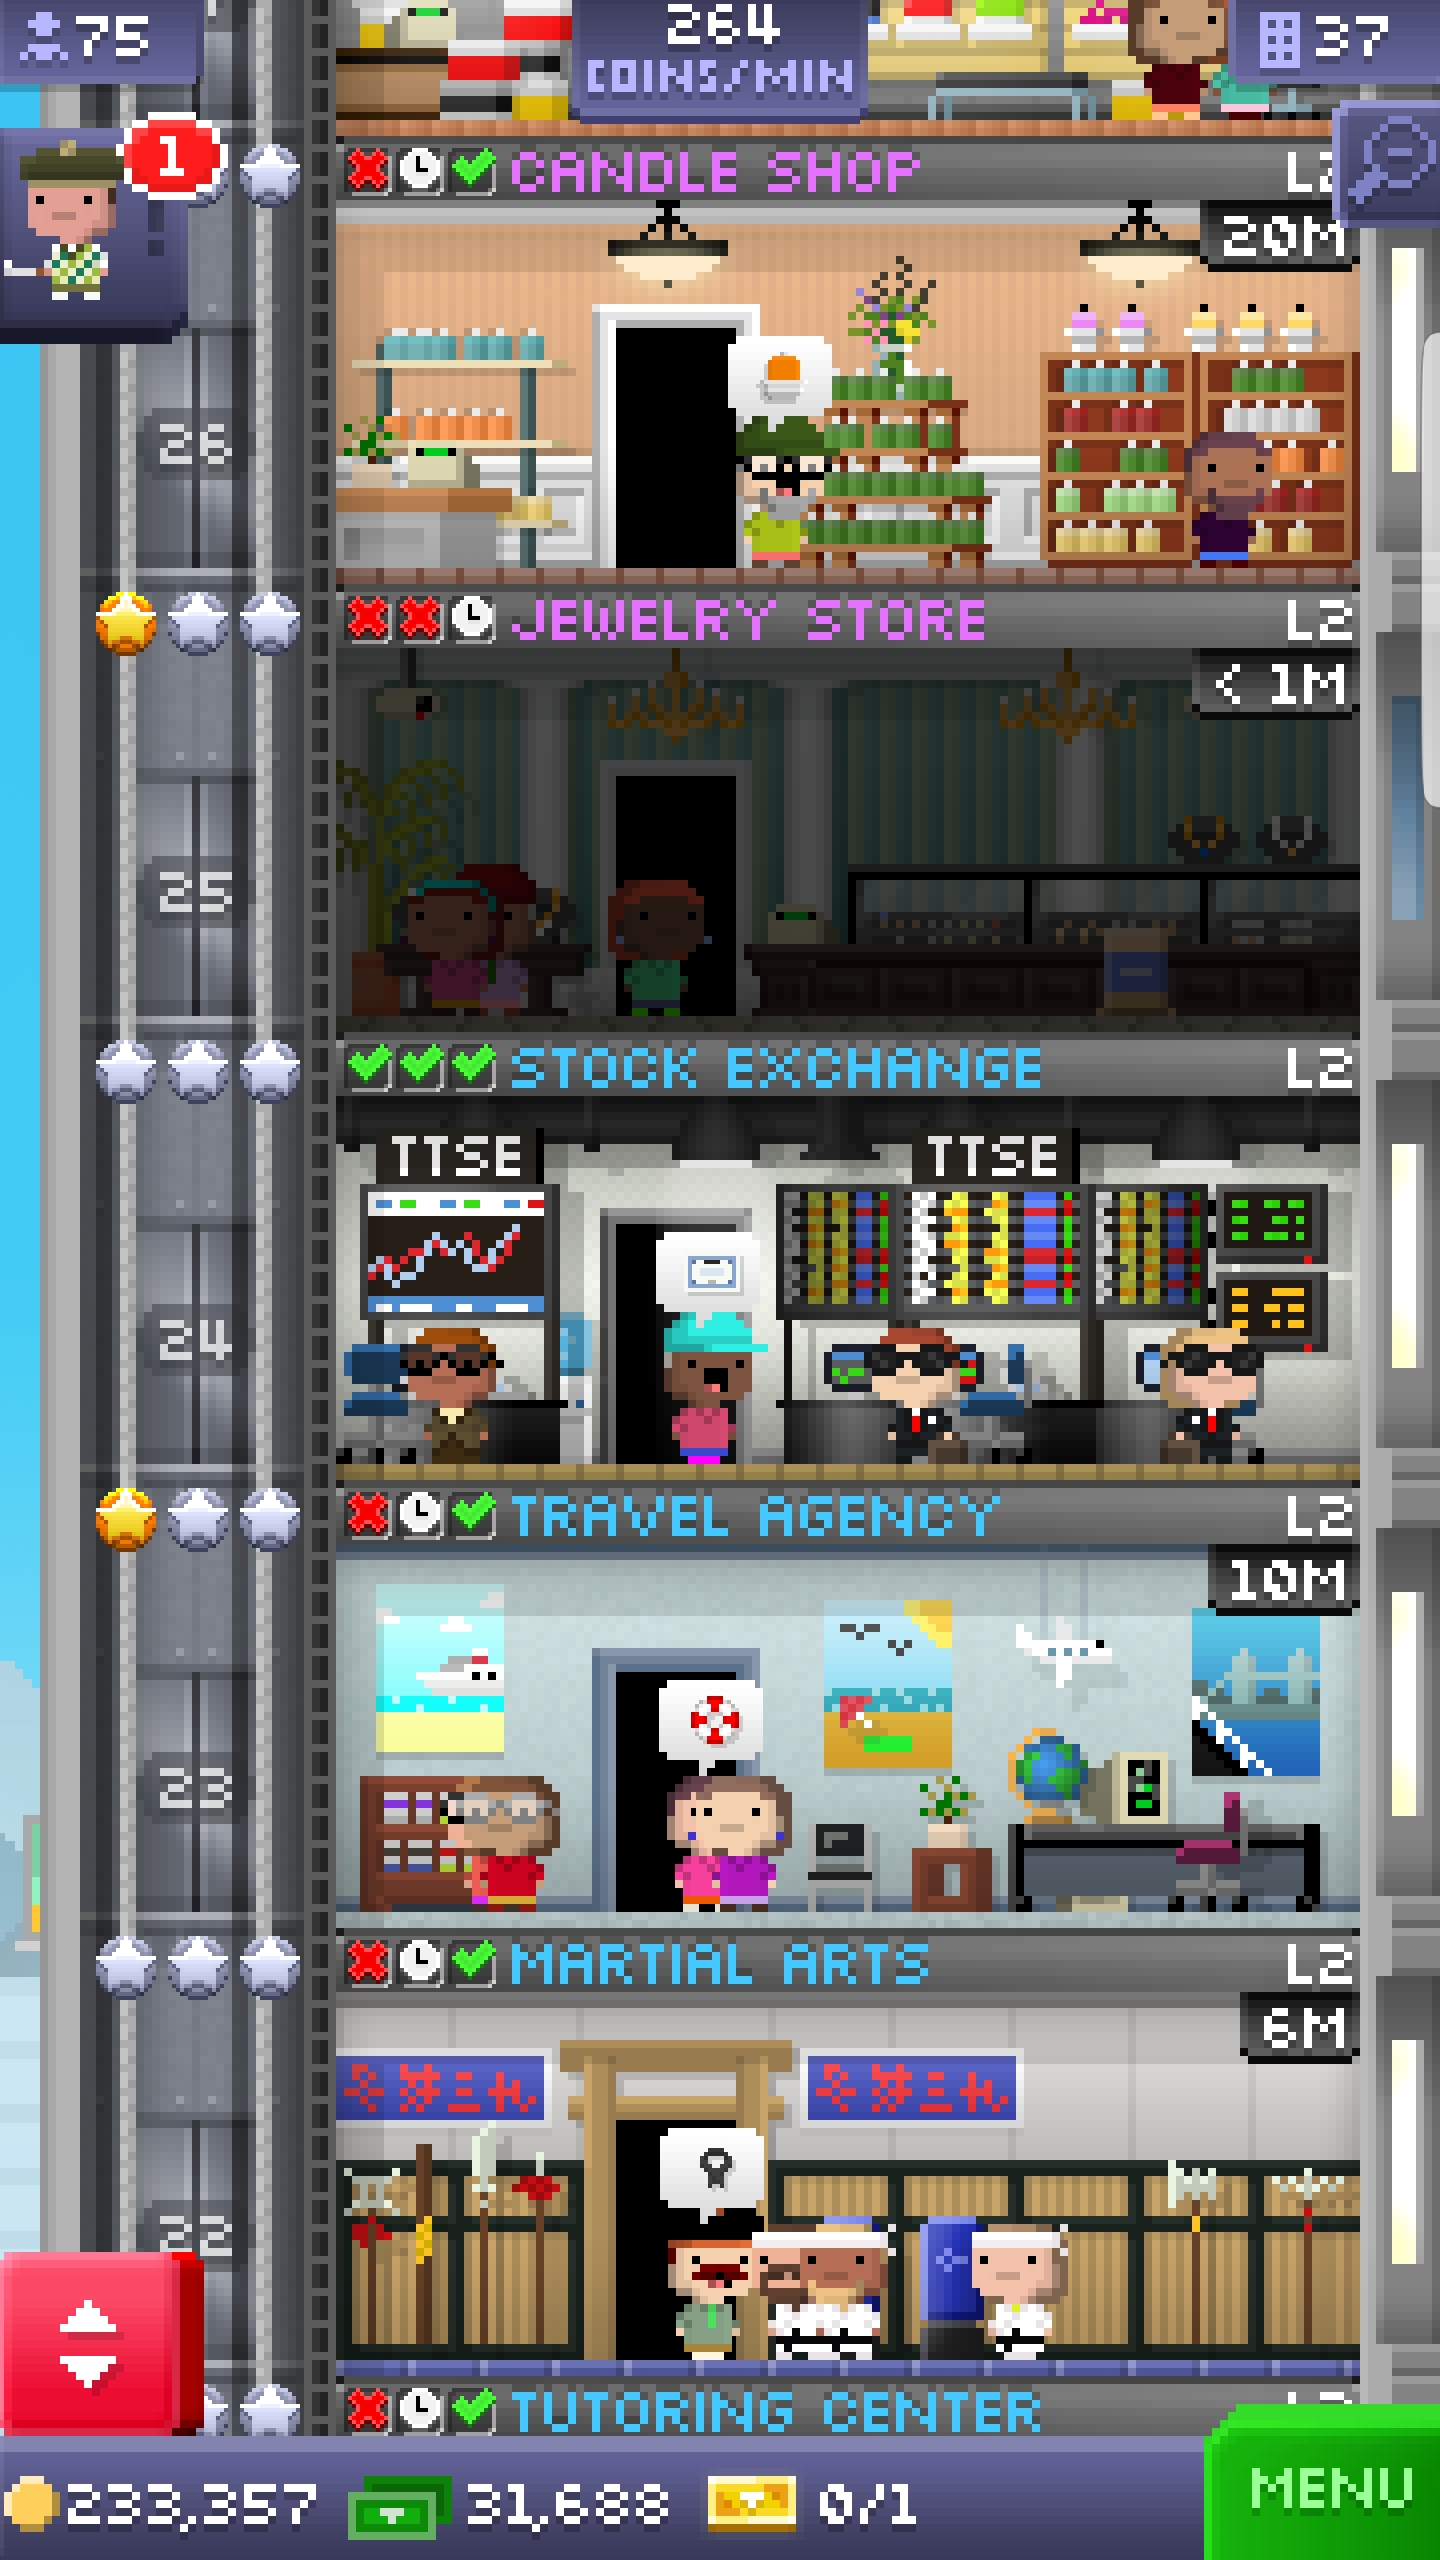 75
264
COINS/MIN
37
1
CANDLE SHOP
20M
26
JEWELRY STORE L2
< 1M
25
STOCK EXCHANGE L2
TTSE TTSE
24
TRAVEL AGENCY L2
10M
23
MARTIAL ARTS L2
6M
22
TUTORING CENTER
233,357 31,688 0/1
MENU